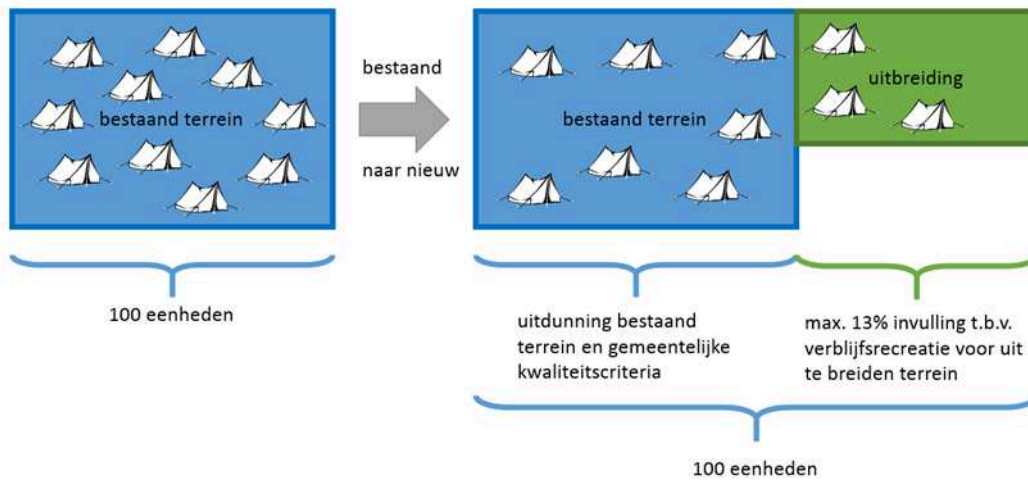 bestaand terrein
bestaand
naar nieuw
bestaand terrein
uitbreiding
100 eenheden
uitdunning bestaand
terrein en gemeentelijke
kwaliteitscriteria
max. 13% invulling t.b.v.
verblijfsrecreatie voor uit
te breiden terrein
100 eenheden